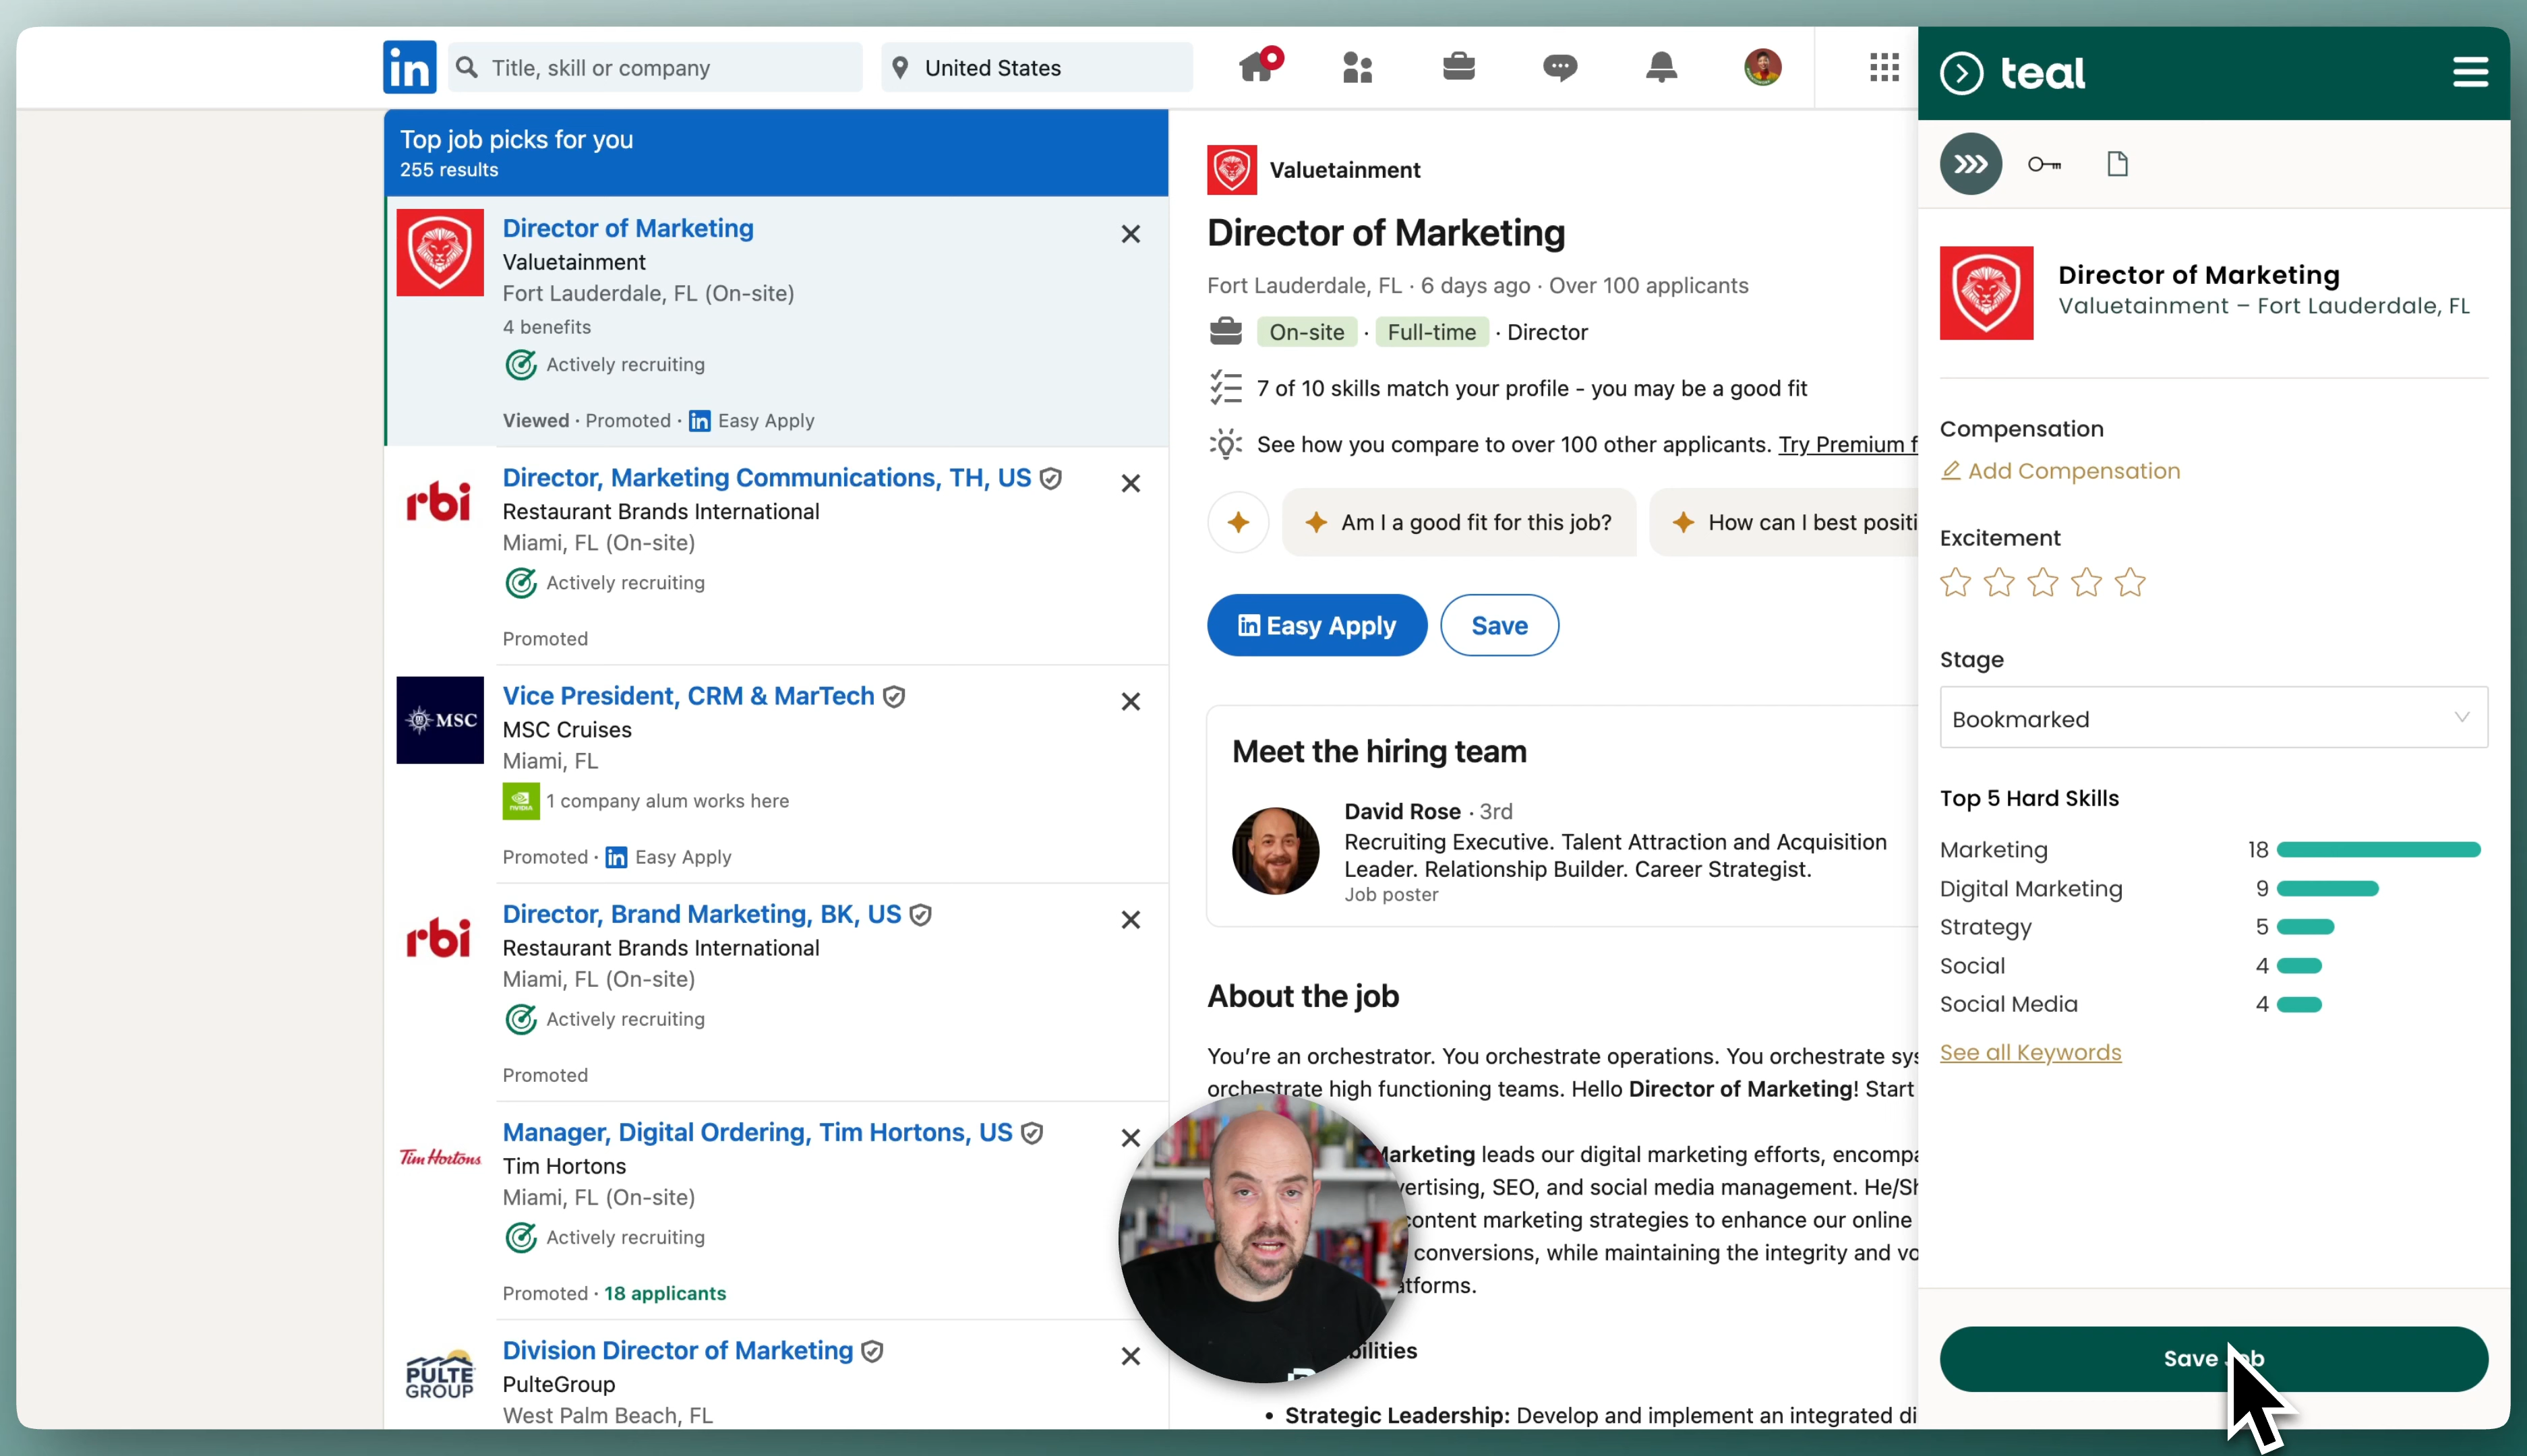 in
Title, skill or company
United States
teal
Top job picks for you
255 results
Director of Marketing
Valuetainment
Fort Lauderdale, FL (On-site)
4 benefits
Actively recruiting
Viewed · Promoted · in Easy Apply
rbi
Director, Marketing Communications, TH, US
Restaurant Brands International
Miami, FL (On-site)
Actively recruiting
Promoted
MSC
Vice President, CRM & MarTech
MSC Cruises
Miami, FL
1 company alum works here
Promoted · in Easy Apply
rbi
Director, Brand Marketing, BK, US
Restaurant Brands International
Miami, FL (On-site)
Actively recruiting
Promoted
Tim Hortons
Manager, Digital Ordering, Tim Hortons, US
Tim Hortons
Miami, FL (On-site)
Actively recruiting
Promoted · 18 applicants
PULTE
GROUP
Division Director of Marketing
PulteGroup
West Palm Beach, FL
Valuetainment
Director of Marketing
Fort Lauderdale, FL · 6 days ago · Over 100 applicants
On-site · Full-time · Director
7 of 10 skills match your profile - you may be a good fit
See how you compare to over 100 other applicants. Try Premium f
Am I a good fit for this job?
How can I best positi
in Easy Apply
Save
Meet the hiring team
David Rose · 3rd
Recruiting Executive. Talent Attraction and Acquisition
Leader. Relationship Builder. Career Strategist.
Job poster
About the job
You're an orchestrator. You orchestrate operations. You orchestrate sys
orchestrate high functioning teams. Hello Director of Marketing! Start
Marketing leads our digital marketing efforts, encompa
vertising, SEO, and social media management. He/Sh
content marketing strategies to enhance our online
conversions, while maintaining the integrity and vo
atforms.
bilities
• Strategic Leadership: Develop and implement an integrated di
Director of Marketing
Valuetainment – Fort Lauderdale, FL
Compensation
Add Compensation
Excitement
Stage
Bookmarked
Top 5 Hard Skills
Marketing 18
Digital Marketing 9
Strategy 5
Social 4
Social Media 4
See all Keywords
Save